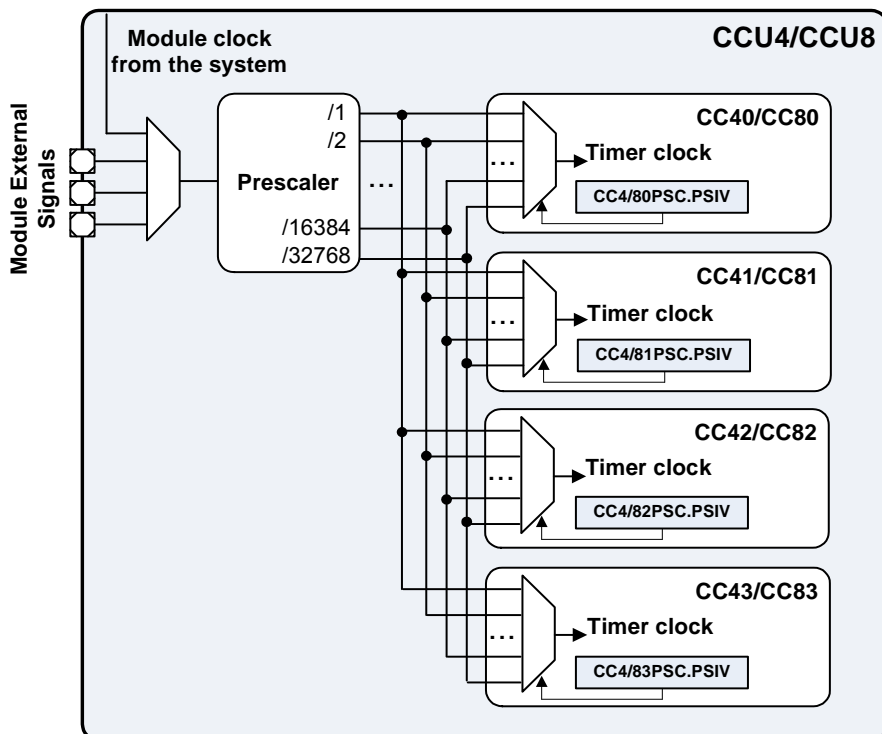 CCU4/CCU8
Module clock
from the system
Module External
Signals
Prescaler
/1
/2
...
/16384
/32768
...
CC40/CC80
...
Timer clock
CC4/80PSC.PSIV
CC41/CC81
...
Timer clock
CC4/81PSC.PSIV
CC42/CC82
...
Timer clock
CC4/82PSC.PSIV
CC43/CC83
...
Timer clock
CC4/83PSC.PSIV